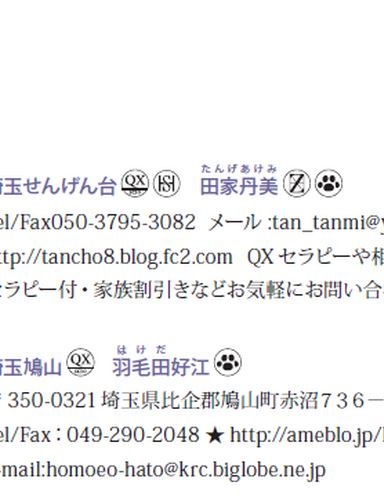 たんげあけみ
埼玉せんげん台 QX 田家丹美
el/Fax050-3795-3082 メール:tan_tanmi@y
ttp://tancho8.blog.fc2.com QXセラピーや相
セラピー付・家族割引きなどお気軽にお問い合
はけだ
埼玉鳩山 QX 羽毛田好江
〒350-0321 埼玉県比企郡鳩山町赤沼736−
el/Fax:049-290-2048 ★ http://ameblo.jp/
-mail:homoeo-hato@krc.biglobe.ne.jp